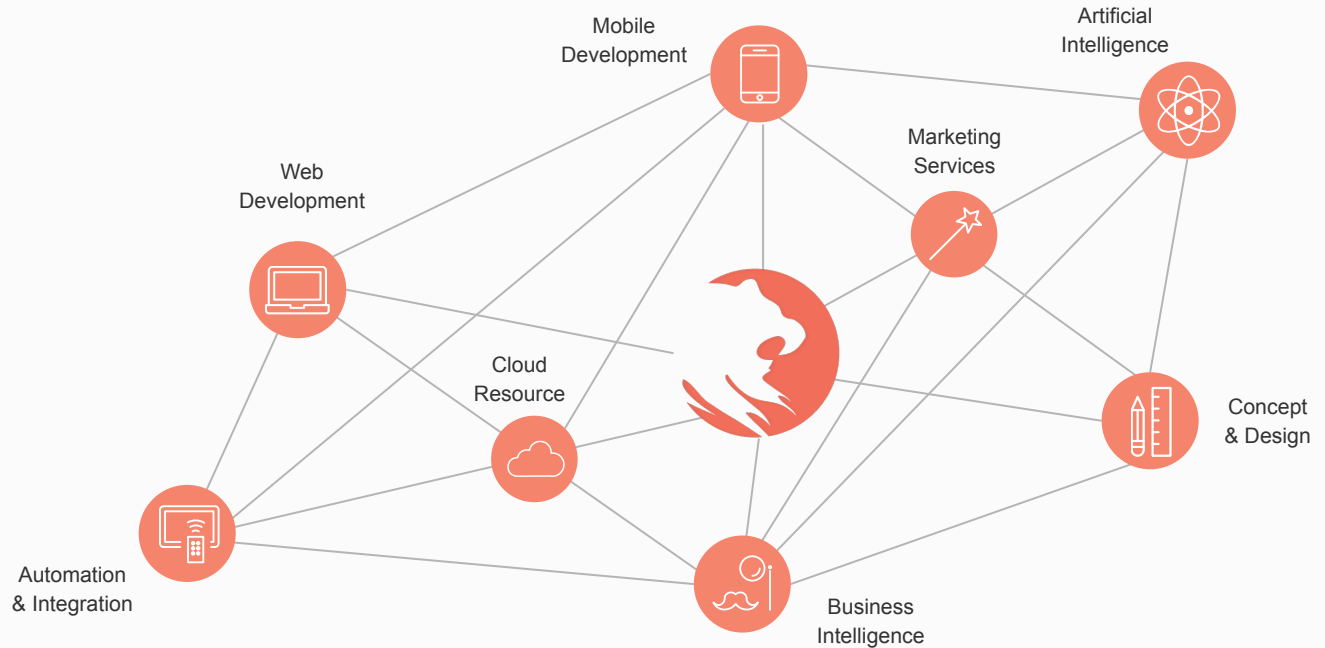 Artificial
Intelligence
Mobile
Development
Marketing
Services
Web
Development
Cloud
Resource
Concept
& Design
Automation
& Integration
Business
Intelligence